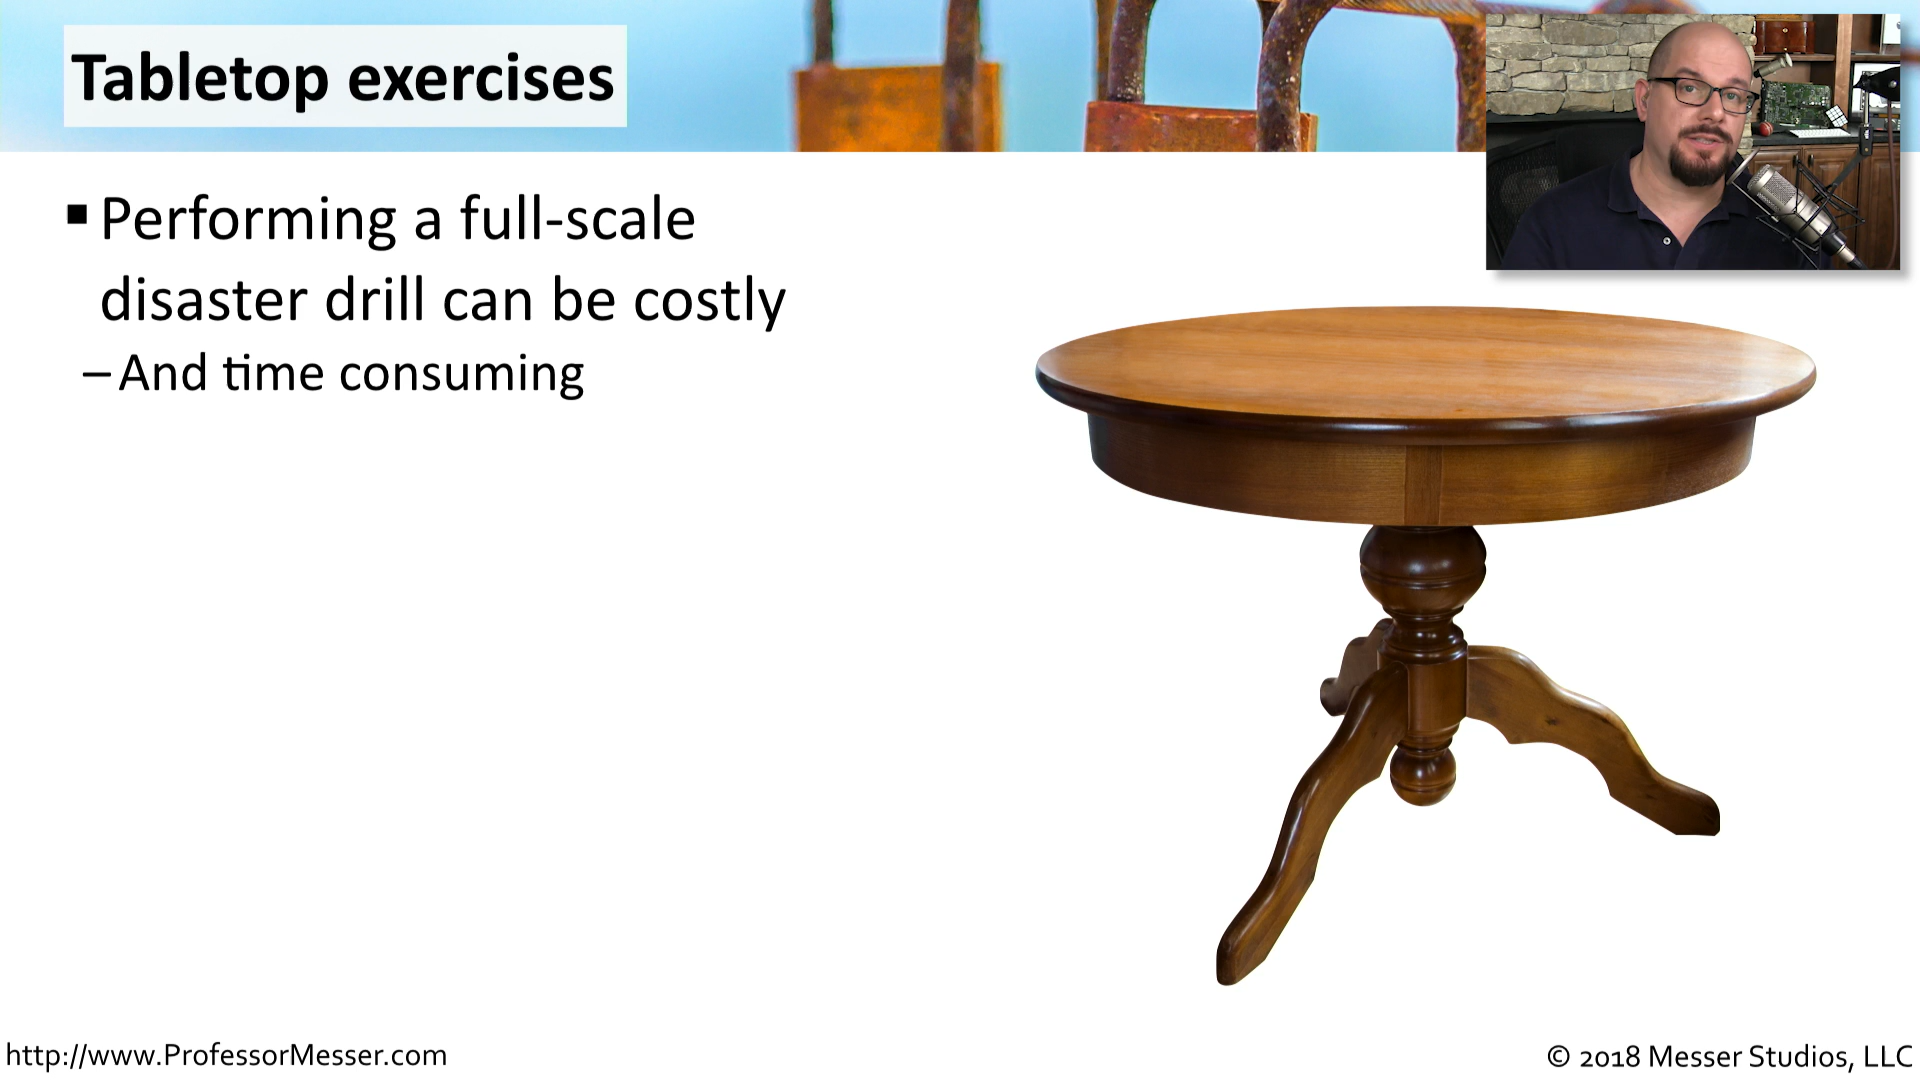 Tabletop exercises
▪ Performing a full-scale
disaster drill can be costly
– And time consuming
http://www.ProfessorMesser.com
© 2018 Messer Studios, LLC